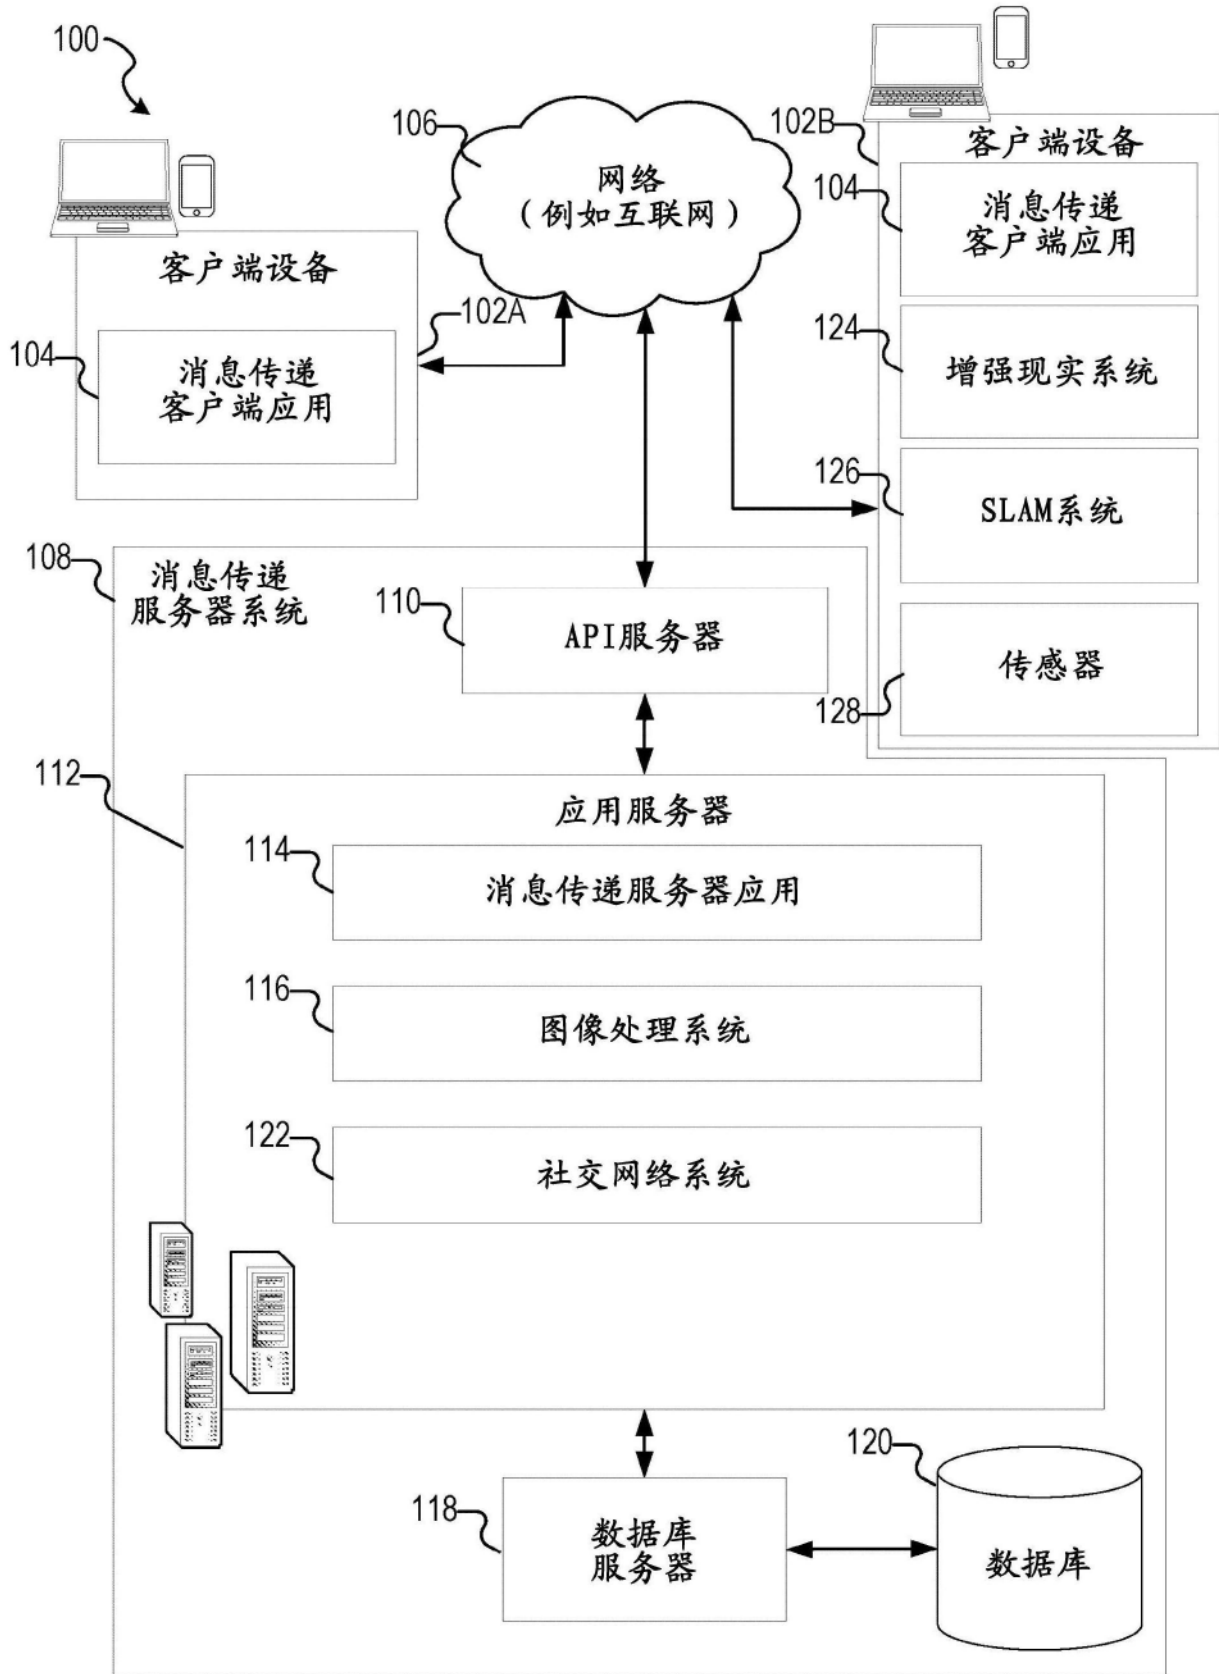 100
106
网络
（例如互联网）
102B
客户端设备
104
消息传递
客户端应用
客户端设备
102A
104
消息传递
客户端应用
124
增强现实系统
126
SLAM系统
128
传感器
108
消息传递
服务器系统
110
API服务器
112
应用服务器
114
消息传递服务器应用
116
图像处理系统
122
社交网络系统
118
数据库
服务器
120
数据库